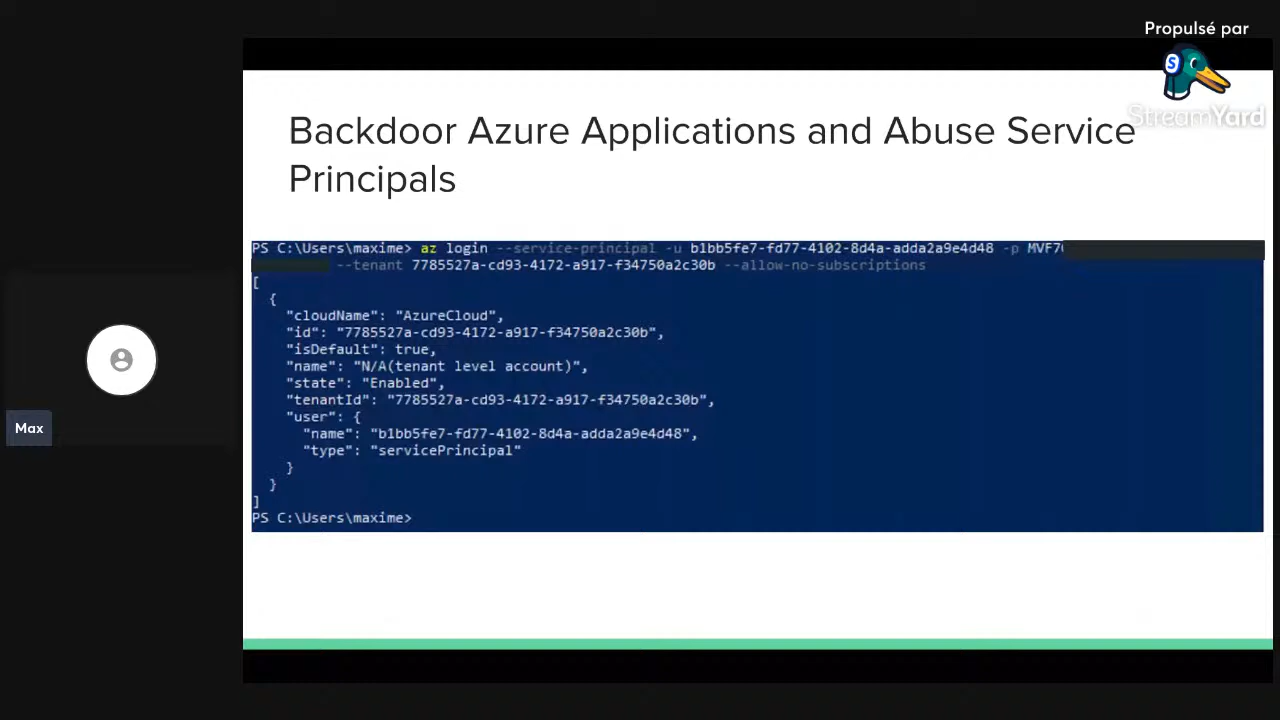 Propulsé par
S
StreamYard
Backdoor Azure Applications and Abuse Service
Principals
PS C:\Users\maxime> az login --service-principal -u b1bb5fe7-fd77-4102-8d4a-adda2a9e4d48 -p MVF7
--tenant 7785527a-cd93-4172-a917-f34750a2c30b --allow-no-subscriptions
[
{
"cloudName": "AzureCloud",
"id": "7785527a-cd93-4172-a917-f34750a2c30b",
"isDefault": true,
"name": "N/A(tenant level account)",
"state": "Enabled",
"tenantId": "7785527a-cd93-4172-a917-f34750a2c30b",
"user": {
"name": "b1bb5fe7-fd77-4102-8d4a-adda2a9e4d48",
"type": "servicePrincipal"
}
}
]
PS C:\Users\maxime>
Max